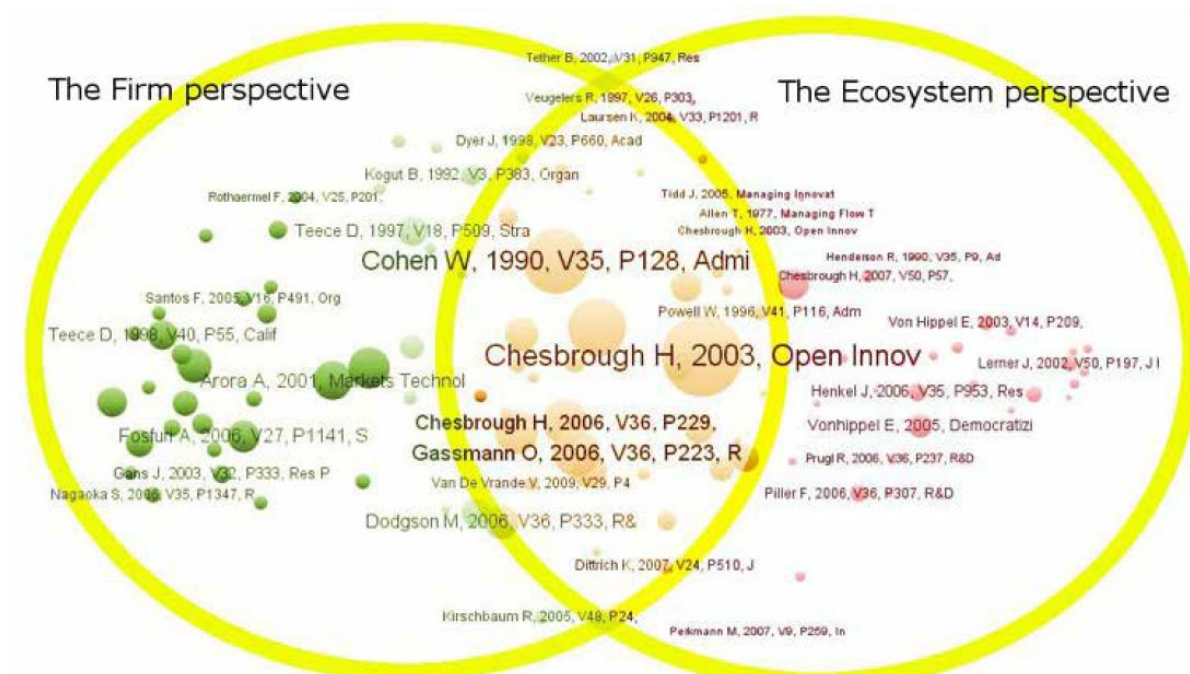 Tether B, 2002, V31, P947, Res
The Firm perspective
The Ecosystem perspective
Veugelers R, 1997, V26, P303,
Laursen K, 2004, V33, P1201, R
Dyer J, 1998, V23, P660, Acad
Kogut B, 1992, V3, P383, Organ
Rothaermel F, 2004, V25, P201,
Tidd J, 2005, Managing Innovat
Allen T, 1977, Managing Flow T
Teece D, 1997, V18, P509, Stra
Chesbrough H, 2003, Open Innov
Cohen W, 1990, V35, P128, Admi
Henderson R, 1990, V35, P9, Ad
Chesbrough H, 2007, V50, P57,
Santos F, 2005, V16, P491, Org
Powell W, 1996, V41, P116, Adm
Von Hippel E, 2003, V14, P209,
Teece D, 1998, V40, P55, Calif
Chesbrough H, 2003, Open Innov
Lerner J, 2002, V50, P197, J I
Arora A, 2001, Markets Technol
Henkel J, 2006, V35, P953, Res
Chesbrough H, 2006, V36, P229,
Vonhippel E, 2005, Democratizi
Fosfuri A, 2006, V27, P1141, S
Gassmann O, 2006, V36, P223, R
Prugl R, 2006, V36, P237, R&D
Gans J, 2003, V32, P333, Res P
Van De Vrande V, 2009, V29, P4
Nagaoka S, 2006, V35, P1347, R
Piller F, 2006, V36, P307, R&D
Dodgson M, 2006, V36, P333, R&
Dittrich K, 2007, V24, P510, J
Kirschbaum R, 2005, V48, P24,
Perkmann M, 2007, V9, P259, In